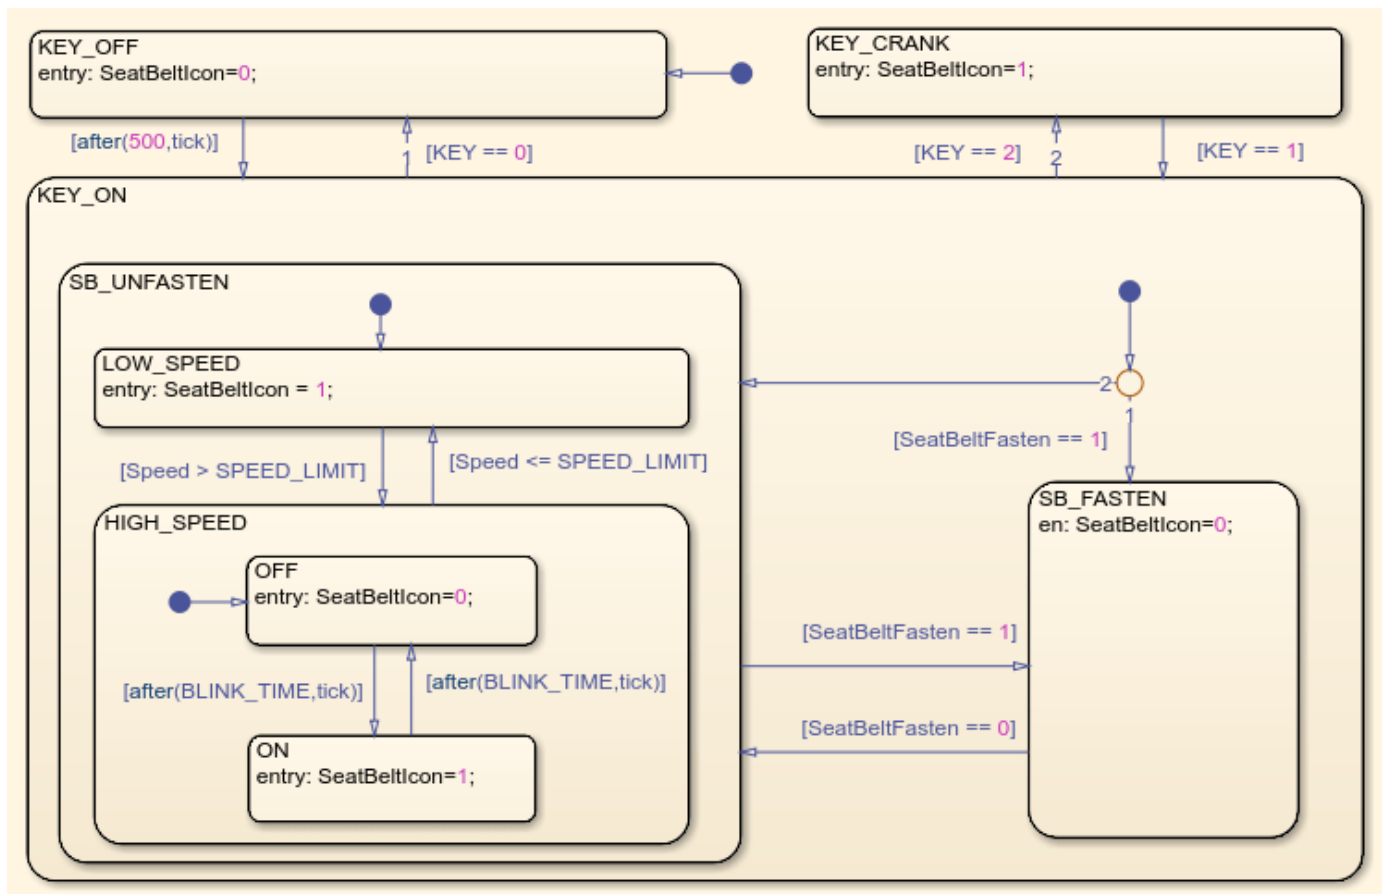 KEY_OFF
entry: SeatBeltIcon=0;
KEY_CRANK
entry: SeatBeltIcon=1;
[after(500,tick)]
1
[KEY == 0]
[KEY == 2]
2
[KEY == 1]
KEY_ON
SB_UNFASTEN
LOW_SPEED
entry: SeatBeltIcon = 1;
2
1
[SeatBeltFasten == 1]
[Speed > SPEED_LIMIT]
[Speed <= SPEED_LIMIT]
HIGH_SPEED
SB_FASTEN
en: SeatBeltIcon=0;
OFF
entry: SeatBeltIcon=0;
[SeatBeltFasten == 1]
[after(BLINK_TIME,tick)]
[after(BLINK_TIME,tick)]
[SeatBeltFasten == 0]
ON
entry: SeatBeltIcon=1;